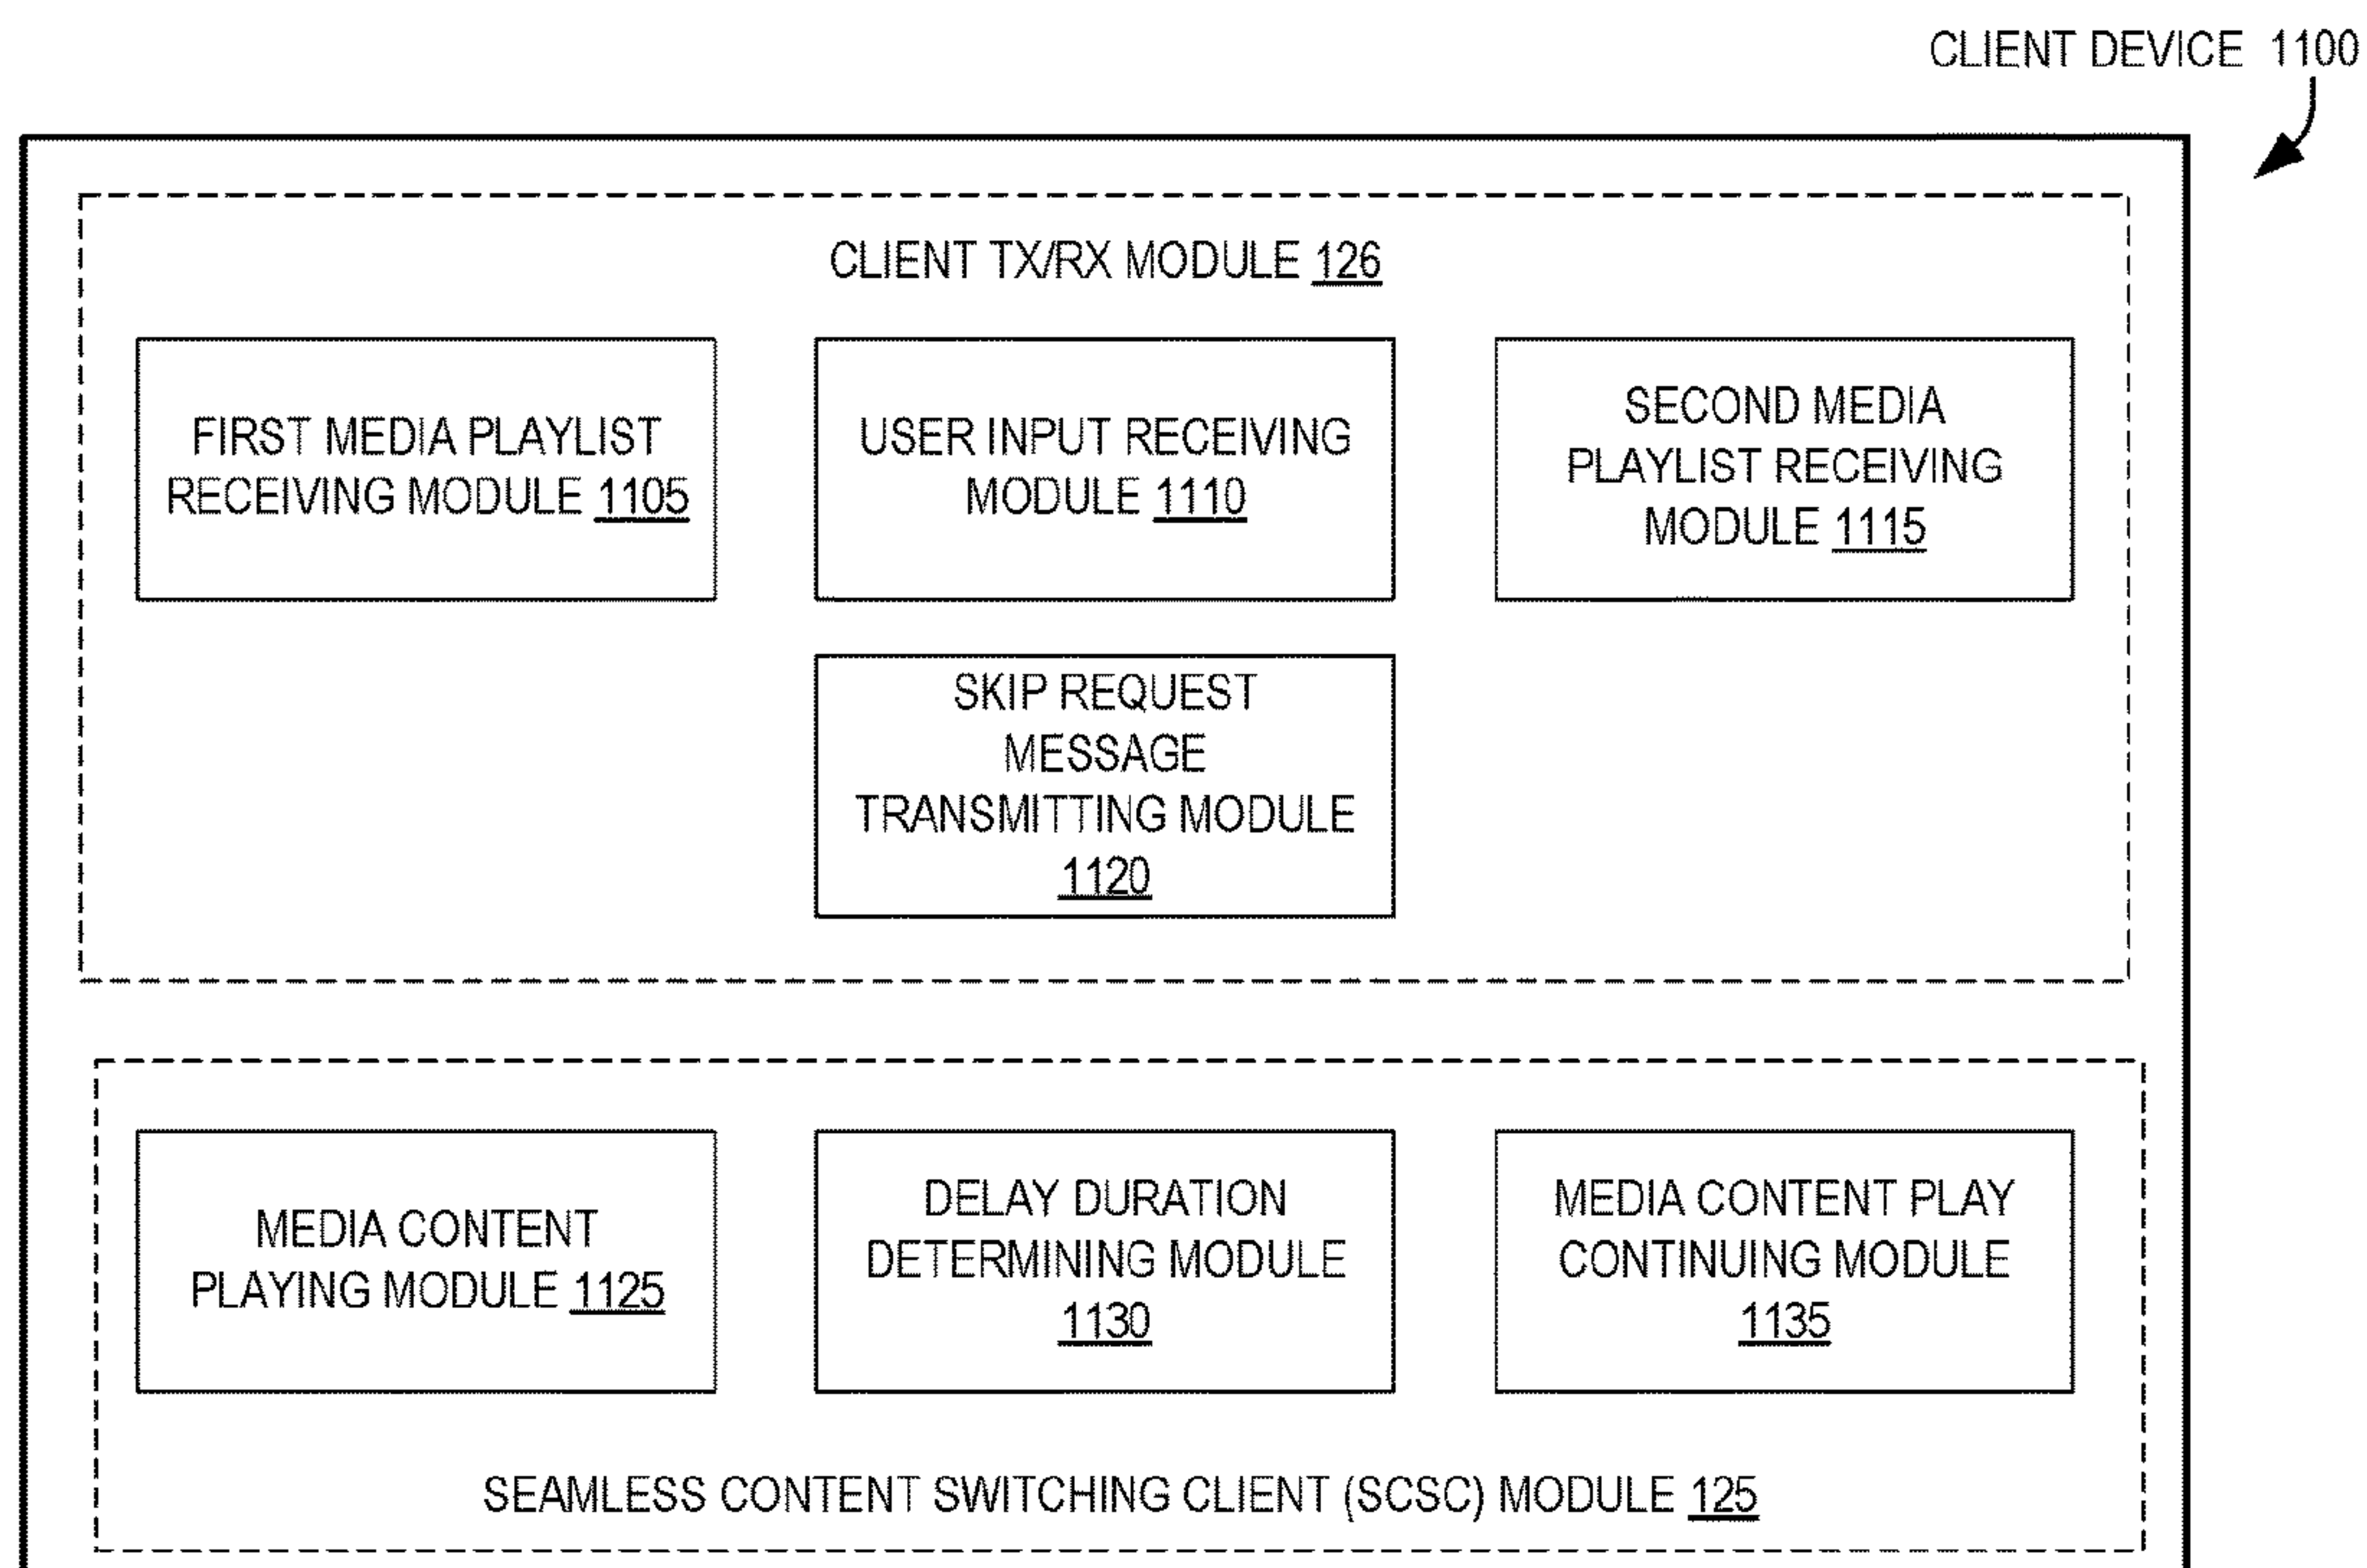 CLIENT DEVICE 1100
CLIENT TX/RX MODULE 126
FIRST MEDIA PLAYLIST
RECEIVING MODULE 1105
USER INPUT RECEIVING
MODULE 1110
SECOND MEDIA
PLAYLIST RECEIVING
MODULE 1115
SKIP REQUEST
MESSAGE
TRANSMITTING MODULE
1120
MEDIA CONTENT
PLAYING MODULE 1125
DELAY DURATION
DETERMINING MODULE
1130
MEDIA CONTENT PLAY
CONTINUING MODULE
1135
SEAMLESS CONTENT SWITCHING CLIENT (SCSC) MODULE 125